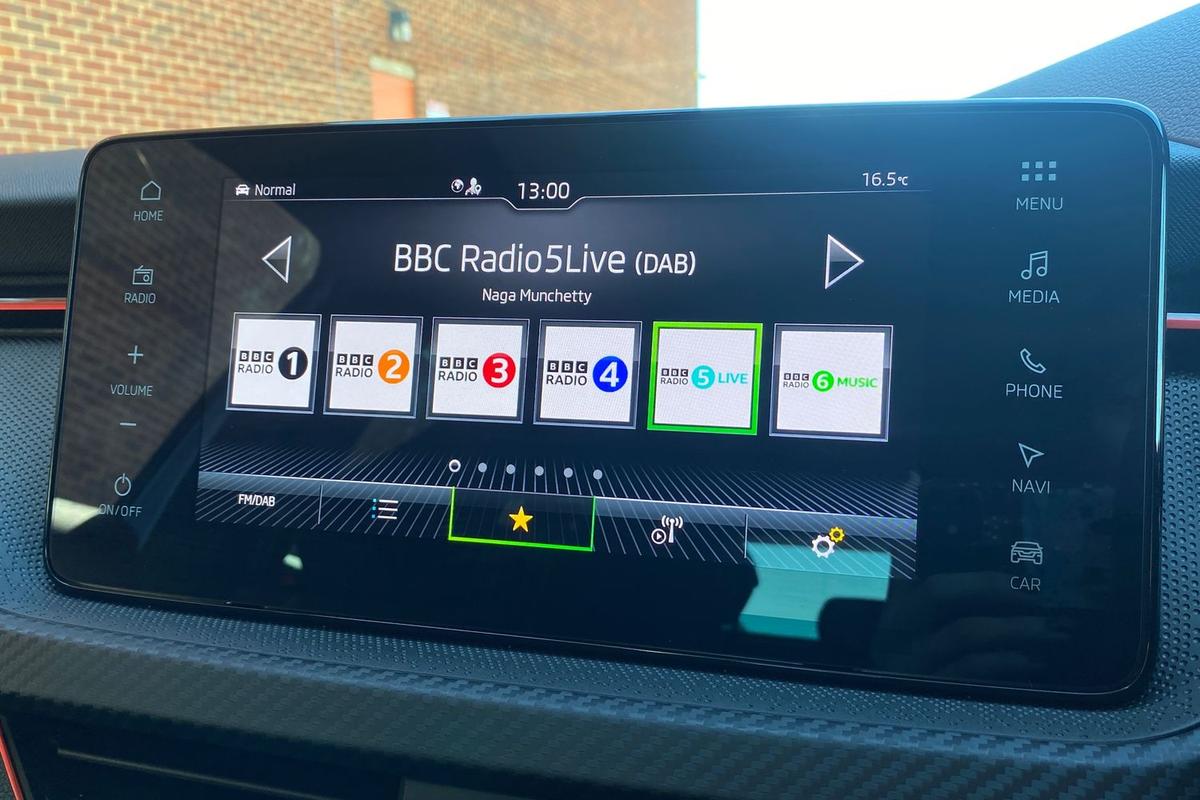 Normal
13:00
16.5°C
HOME
MENU
BBC Radio5Live (DAB)
Naga Munchetty
RADIO
MEDIA
BBC RADIO 1
BBC RADIO 2
BBC RADIO 3
BBC RADIO 4
BBC RADIO 5 LIVE
BBC RADIO 6 MUSIC
VOLUME
PHONE
ON/OFF
FM/DAB
NAVI
CAR